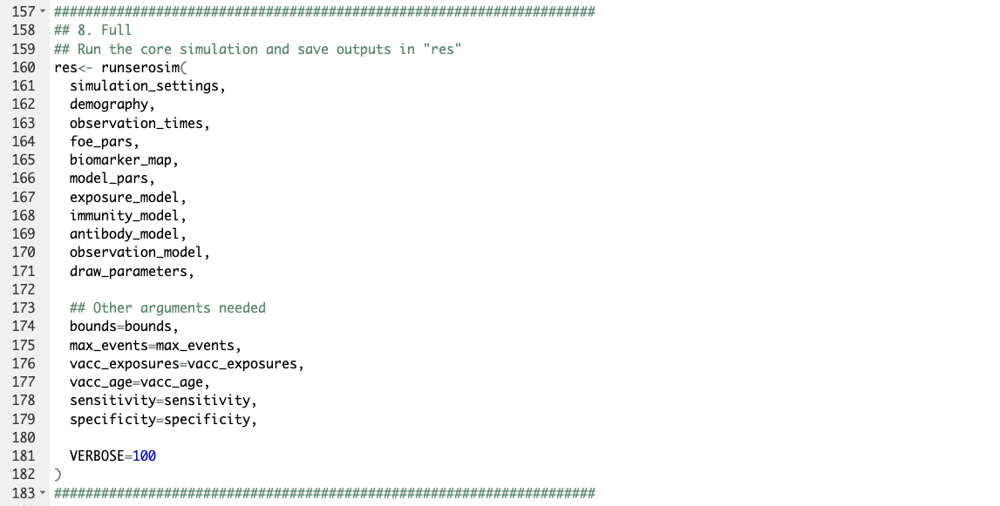 157 #####################################################################
158 ## 8. Full
159 ## Run the core simulation and save outputs in "res"
160 res<- runserosim(
161 simulation_settings,
162 demography,
163 observation_times,
164 foe_pars,
165 biomarker_map,
166 model_pars,
167 exposure_model,
168 immunity_model,
169 antibody_model,
170 observation_model,
171 draw_parameters,
172
173 ## Other arguments needed
174 bounds=bounds,
175 max_events=max_events,
176 vacc_exposures=vacc_exposures,
177 vacc_age=vacc_age,
178 sensitivity=sensitivity,
179 specificity=specificity,
180
181 VERBOSE=100
182 )
183 #####################################################################